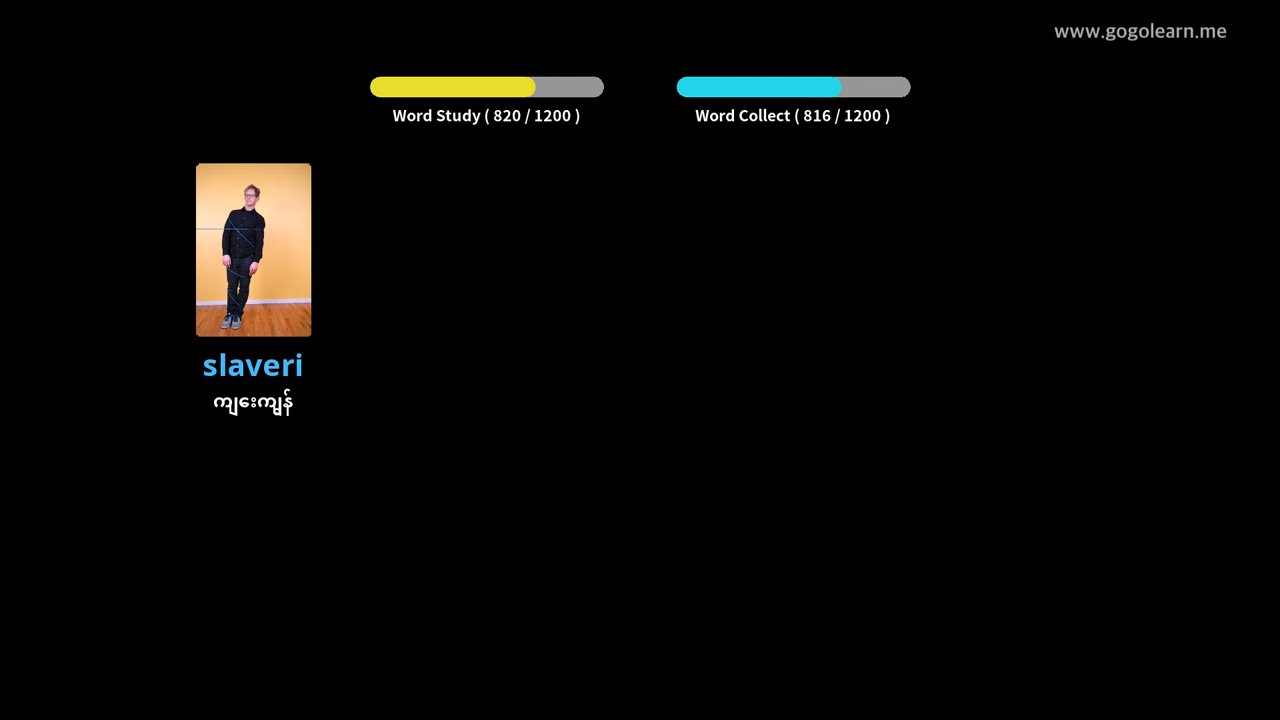 www.gogolearn.me
Word Study ( 820 / 1200 )
Word Collect ( 816 / 1200 )
slaveri
ကျေးကျွန်